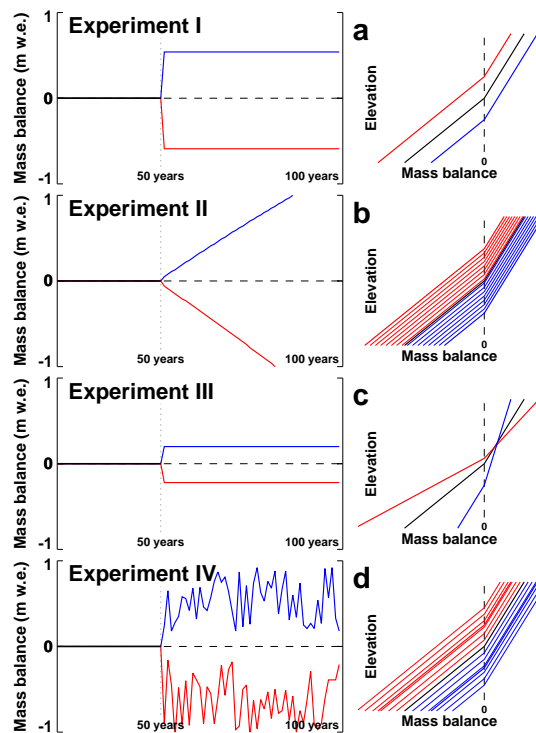 Experiment I
a
1
0
-1
Mass balance (m w.e.)
50 years
100 years
Elevation
0
Mass balance
Experiment II
b
1
0
-1
Mass balance (m w.e.)
50 years
100 years
Elevation
0
Mass balance
Experiment III
c
1
0
-1
Mass balance (m w.e.)
50 years
100 years
Elevation
0
Mass balance
Experiment IV
d
1
0
-1
Mass balance (m w.e.)
50 years
100 years
Elevation
0
Mass balance